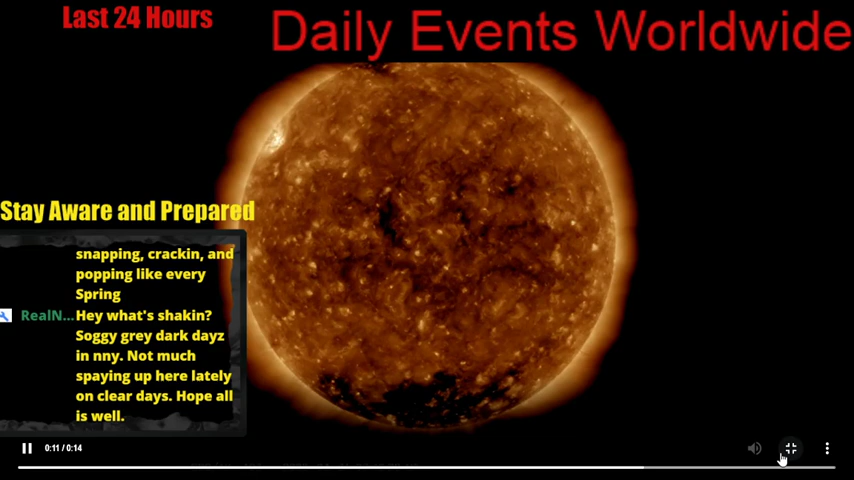 Last 24 Hours
Daily Events Worldwide
Stay Aware and Prepared
snapping, crackin, and
popping like every
Spring
RealN... Hey what's shakin?
Soggy grey dark dayz
in nny. Not much
spaying up here lately
on clear days. Hope all
is well.
0:11 / 0:14